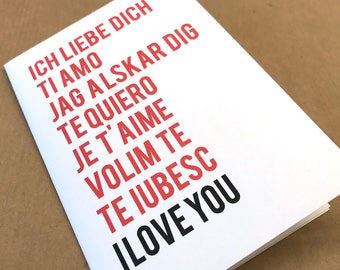 ICH LIEBE DICH
TI AMO
JAG ALSKAR DIG
TE QUIERO
JE T' AIME
VOLIM TE
TE IUBESC
I LOVE YOU